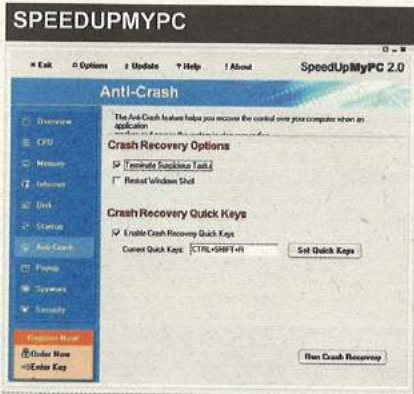 SPEEDUPMYPC
Exit Options Update ? Help ! About SpeedUpMyPC 2.0
Anti-Crash
The Anti-Crash feature helps you recover the control over your computer when an
application
Crash Recovery Options
Terminate Suspicious Tasks
Restart Windows Shell
Crash Recovery Quick Keys
Enable Crash Recovery Quick Keys
Current Quick Keys: CTRL+SHIFT+R Set Quick Keys
Run Crash Recovery
Overview
CPU
Memory
Internet
Disk
Startup
Anti-Crash
Popup
Spyware
Security
Register Now!
Order Now
Enter Key